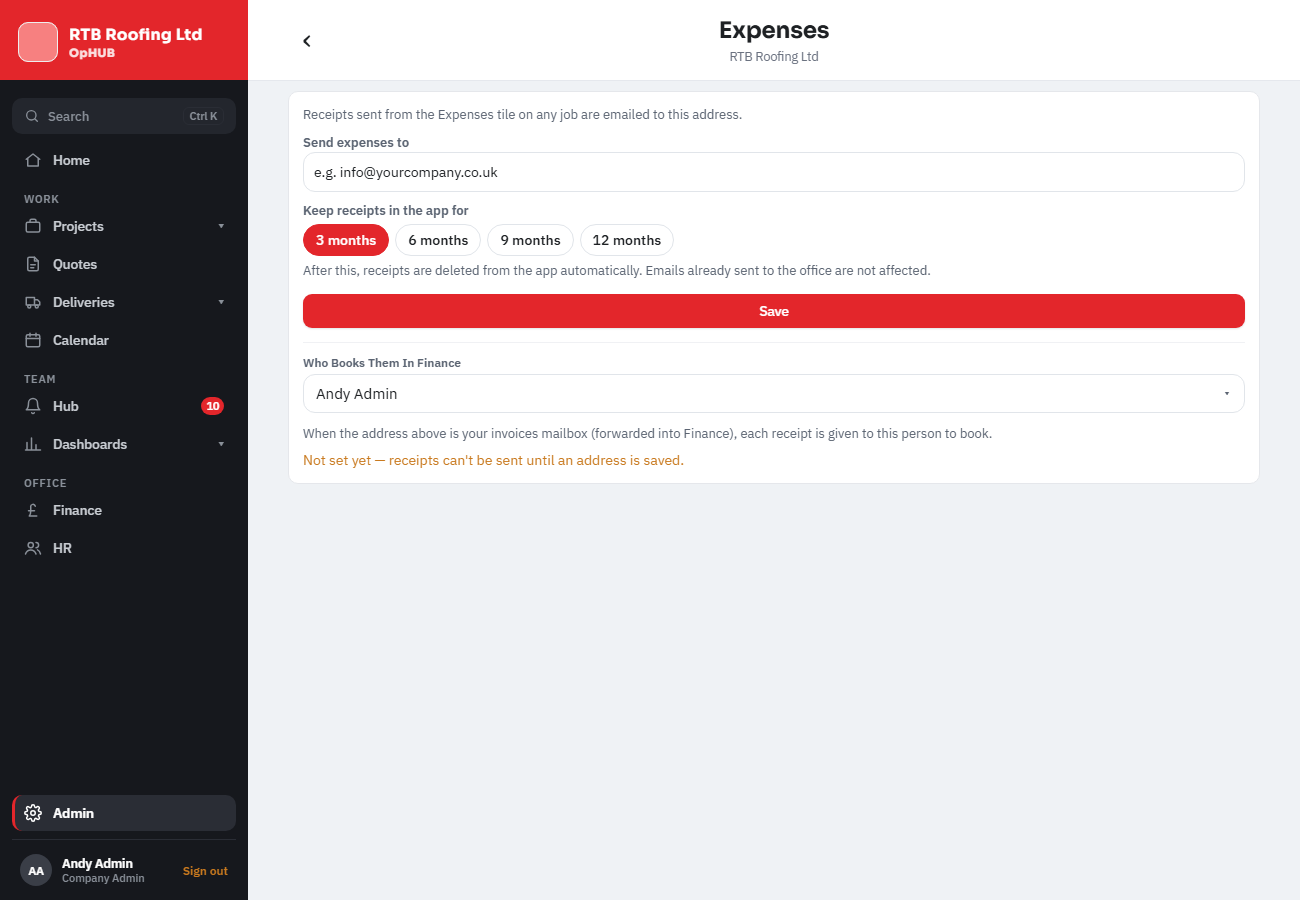 RTB Roofing Ltd
OpHUB
Search
Ctrl K
Home
WORK
Projects
Quotes
Deliveries
Calendar
TEAM
Hub
10
Dashboards
OFFICE
Finance
HR
Admin
AA
Andy Admin
Company Admin
Sign out
Expenses
RTB Roofing Ltd
Receipts sent from the Expenses tile on any job are emailed to this address.
Send expenses to
e.g. info@yourcompany.co.uk
Keep receipts in the app for
3 months
6 months
9 months
12 months
After this, receipts are deleted from the app automatically. Emails already sent to the office are not affected.
Save
Who Books Them In Finance
Andy Admin
When the address above is your invoices mailbox (forwarded into Finance), each receipt is given to this person to book.
Not set yet — receipts can't be sent until an address is saved.